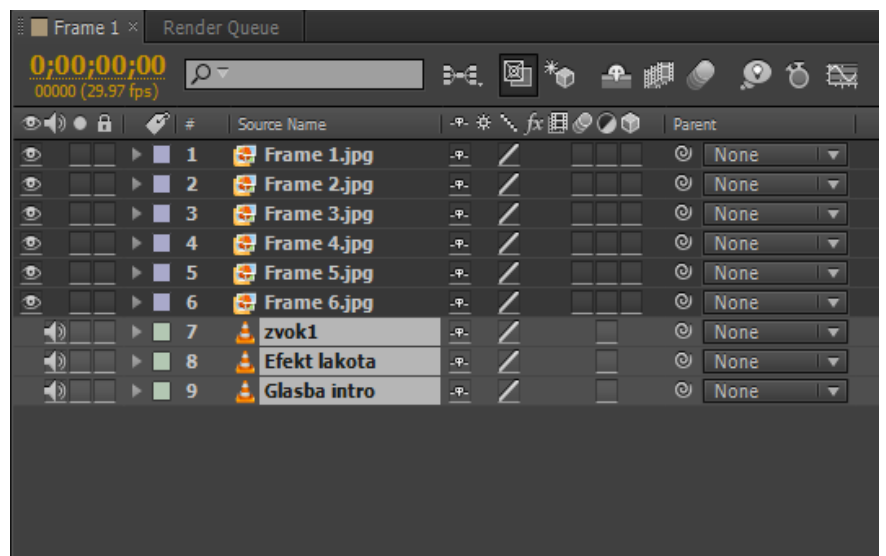 Frame 1 × Render Queue
0;00;00;00
00000 (29.97 fps)
# Source Name fx Parent
1 Frame 1.jpg None
2 Frame 2.jpg None
3 Frame 3.jpg None
4 Frame 4.jpg None
5 Frame 5.jpg None
6 Frame 6.jpg None
7 zvok1 None
8 Efekt lakota None
9 Glasba intro None